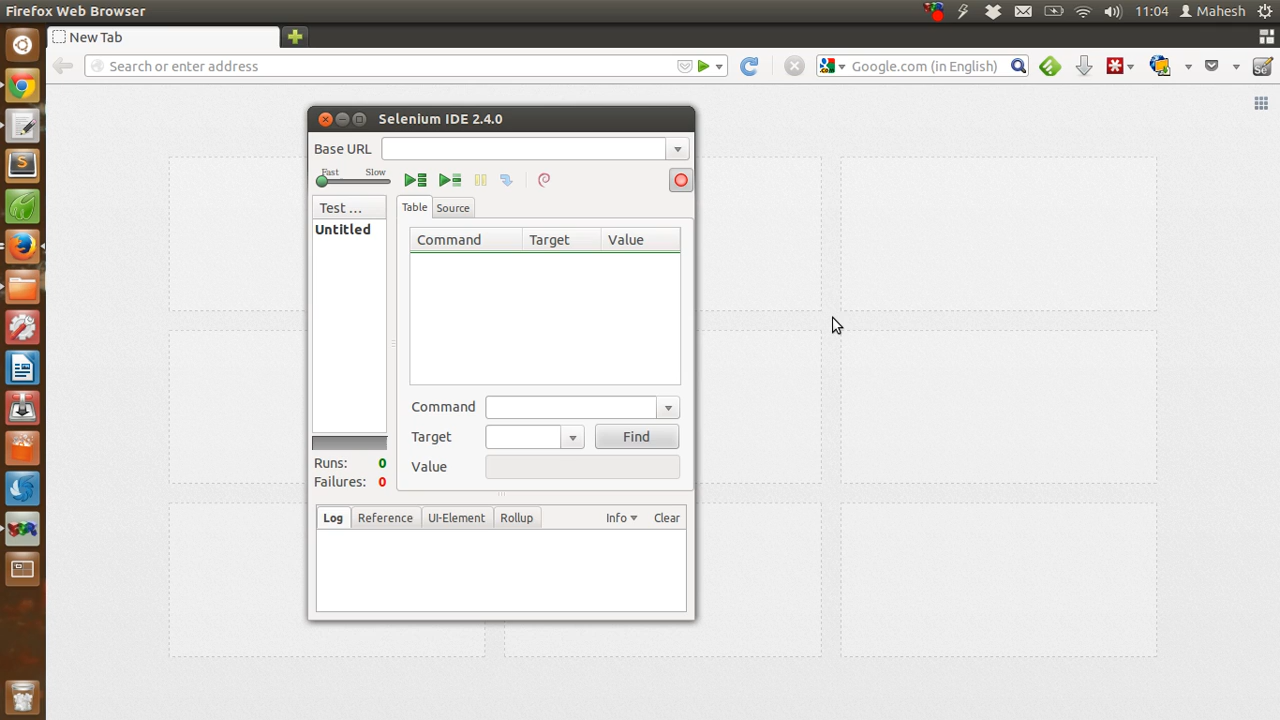 Firefox Web Browser 11:04 Mahesh
New Tab
Search or enter address Google.com (in English) Se
Selenium IDE 2.4.0
Base URL
Fast Slow
Test ... Table Source
Untitled
Command Target Value
Command
Target Find
Value
Runs: 0
Failures: 0
Log Reference UI-Element Rollup Info Clear